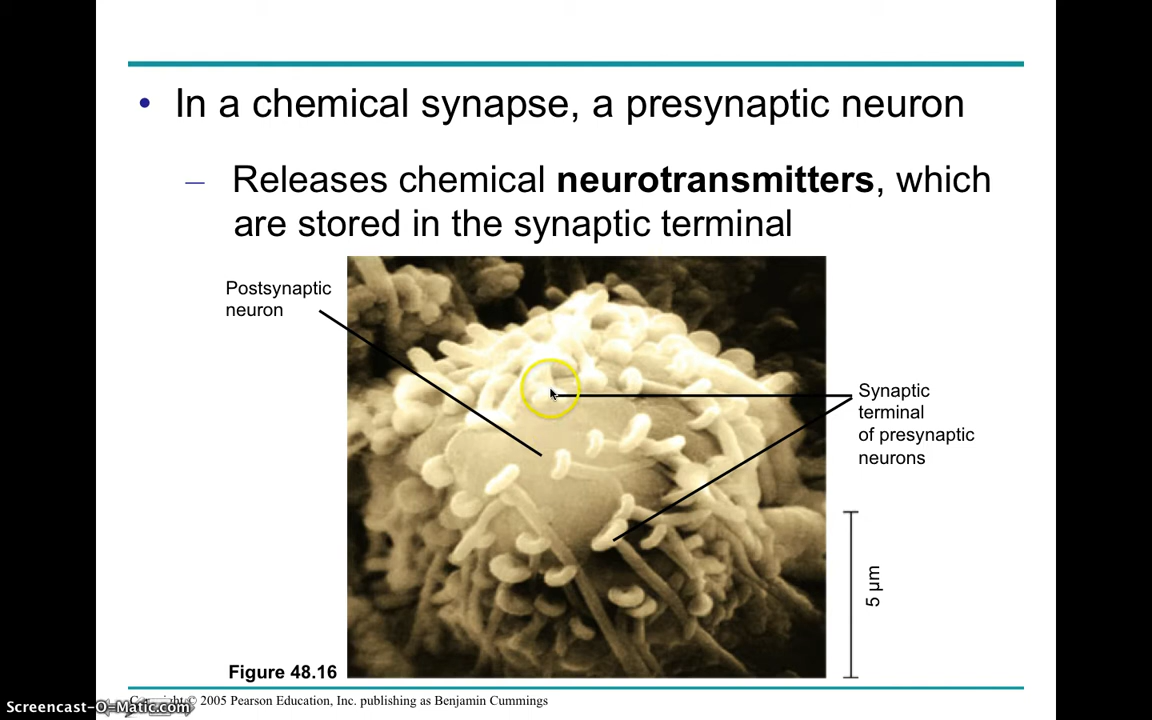 • In a chemical synapse, a presynaptic neuron
– Releases chemical neurotransmitters, which
are stored in the synaptic terminal
Postsynaptic
neuron
Synaptic
terminal
of presynaptic
neurons
5 µm
Figure 48.16
Copyright © 2005 Pearson Education, Inc. publishing as Benjamin Cummings
Screencast-O-Matic.com